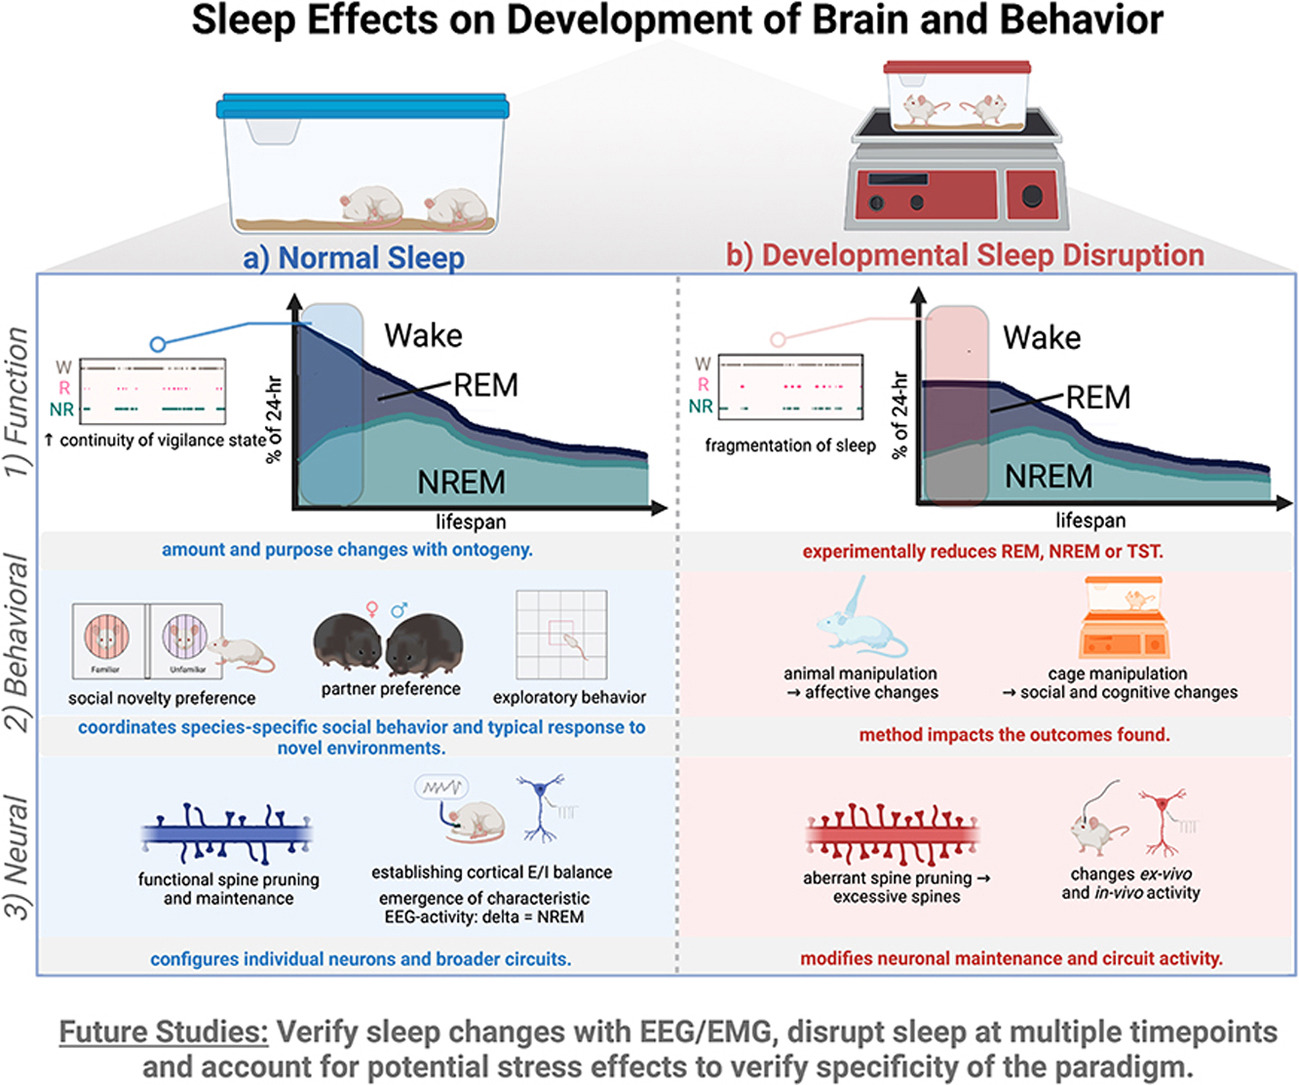 Sleep Effects on Development of Brain and Behavior
a) Normal Sleep
b) Developmental Sleep Disruption
1) Function
W
R
NR
↑ continuity of vigilance state
% of 24-hr
Wake
REM
NREM
lifespan
amount and purpose changes with ontogeny.
W
R
NR
fragmentation of sleep
% of 24-hr
Wake
REM
NREM
lifespan
experimentally reduces REM, NREM or TST.
2) Behavioral
Familiar
Unfamiliar
social novelty preference
♀ ♂
partner preference
exploratory behavior
coordinates species-specific social behavior and typical response to
novel environments.
animal manipulation
→ affective changes
cage manipulation
→ social and cognitive changes
method impacts the outcomes found.
3) Neural
functional spine pruning
and maintenance
establishing cortical E/I balance
emergence of characteristic
EEG-activity: delta = NREM
configures individual neurons and broader circuits.
aberrant spine pruning →
excessive spines
changes ex-vivo
and in-vivo activity
modifies neuronal maintenance and circuit activity.
Future Studies: Verify sleep changes with EEG/EMG, disrupt sleep at multiple timepoints
and account for potential stress effects to verify specificity of the paradigm.